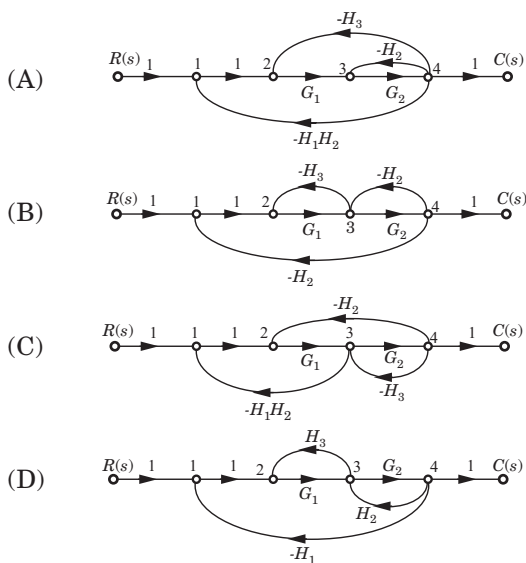 -H₃
R(s) 1 1 1 2 3 -H₂ 4 1 C(s)
(A)
G₁ G₂
-H₁H₂
-H₃ -H₂
R(s) 1 1 1 2 4 1 C(s)
(B)
G₁ 3 G₂
-H₂
-H₂
R(s) 1 1 1 2 3 4 1 C(s)
(C)
G₁ G₂
-H₁H₂ -H₃
H₃
R(s) 1 1 1 2 3 G₂ 4 1 C(s)
(D)
G₁ H₂
-H₁